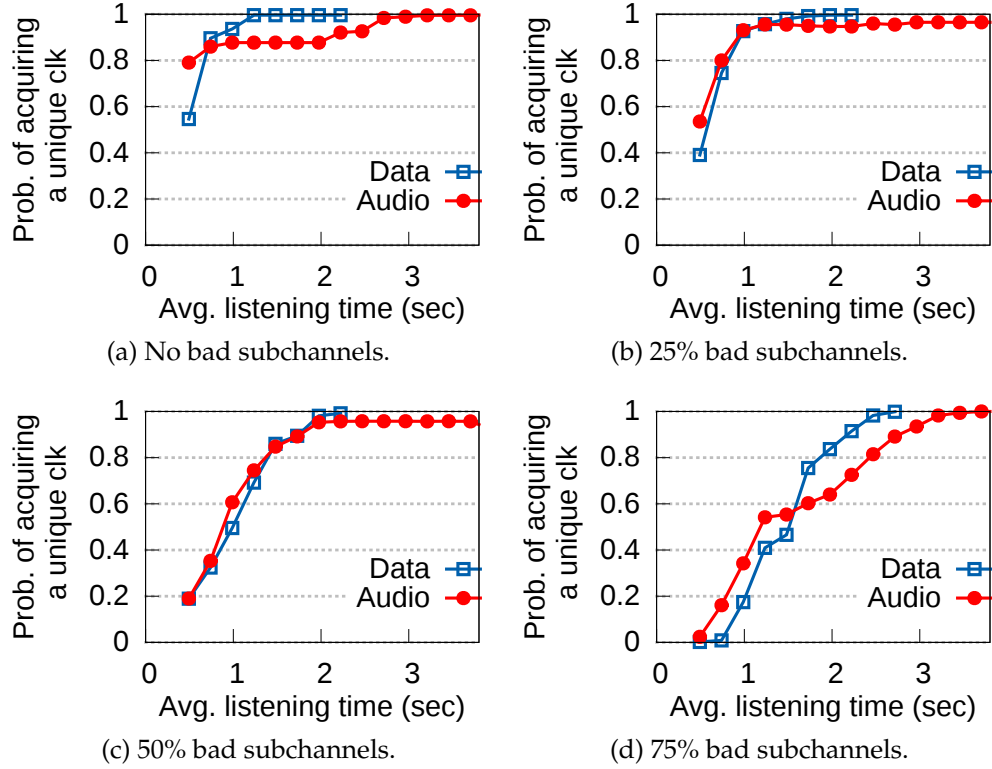 Prob. of acquiring
a unique clk
1
0.8
0.6
0.4
0.2
0
Data
Audio
0 1 2 3
Avg. listening time (sec)
(a) No bad subchannels.
Prob. of acquiring
a unique clk
1
0.8
0.6
0.4
0.2
0
Data
Audio
0 1 2 3
Avg. listening time (sec)
(b) 25% bad subchannels.
Prob. of acquiring
a unique clk
1
0.8
0.6
0.4
0.2
0
Data
Audio
0 1 2 3
Avg. listening time (sec)
(c) 50% bad subchannels.
Prob. of acquiring
a unique clk
1
0.8
0.6
0.4
0.2
0
Data
Audio
0 1 2 3
Avg. listening time (sec)
(d) 75% bad subchannels.